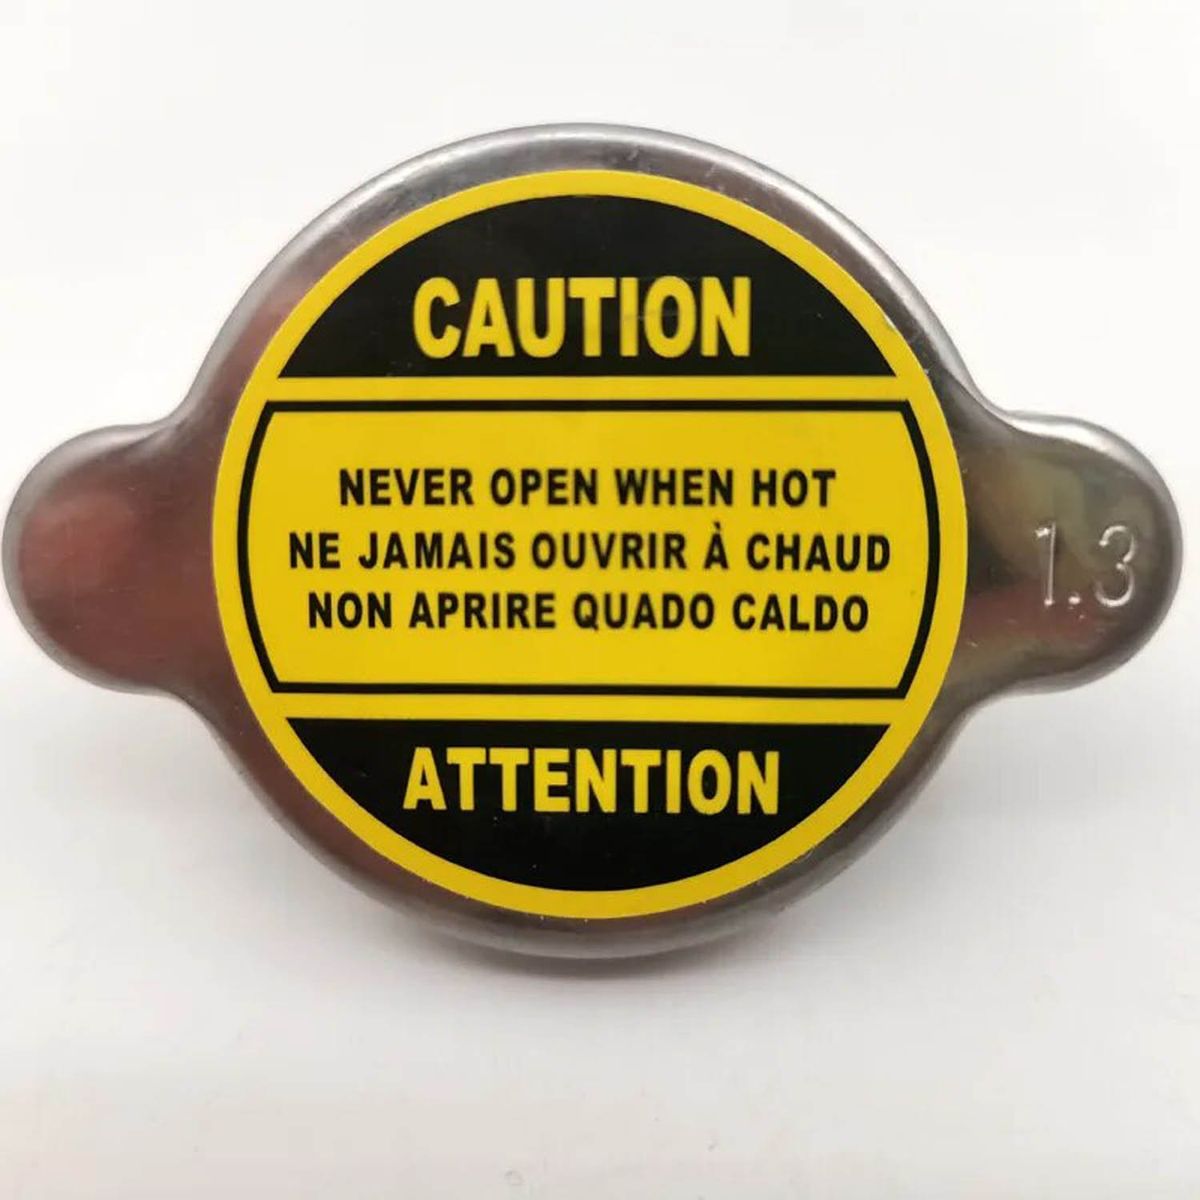 CAUTION
NEVER OPEN WHEN HOT
NE JAMAIS OUVRIR À CHAUD
1.3
NON APRIRE QUADO CALDO
ATTENTION